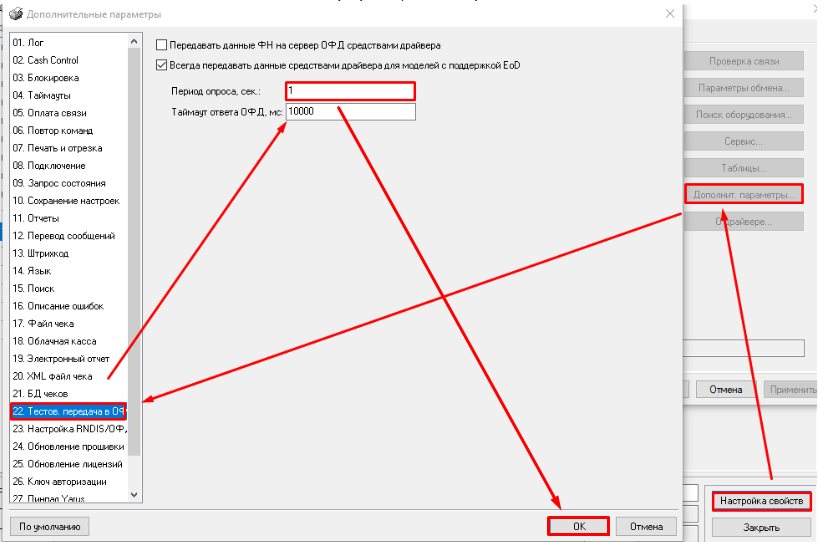 Дополнительные параметры
01. Лог
02. Cash Control
03. Блокировка
04. Таймауты
05. Оплата связи
06. Повтор команд
07. Печать и отрезка
08. Подключение
09. Запрос состояния
10. Сохранение настроек
11. Отчеты
12. Перевод сообщений
13. Штрихкод
14. Язык
15. Поиск
16. Описание ошибок
17. Файл чека
18. Облачная касса
19. Электронный отчет
20. XML файл чека
21. БД чеков
22. Тестов. передача в ОФ
23. Настройка RNDIS/ОФ
24. Обновление прошивки
25. Обновление лицензий
26. Ключ авторизации
27. Пинпад Yarus
Передавать данные ФН на сервер ОФД средствами драйвера
Всегда передавать данные средствами драйвера для моделей с поддержкой EoD
Период опроса, сек.: 1
Таймаут ответа ОФД, мс: 10000
По умолчанию
OK
Отмена
Проверка связи
Параметры обмена...
Поиск оборудования...
Сервис...
Таблицы...
Дополнит. параметры...
О драйвере...
Отмена
Применить
Настройка свойств
Закрыть